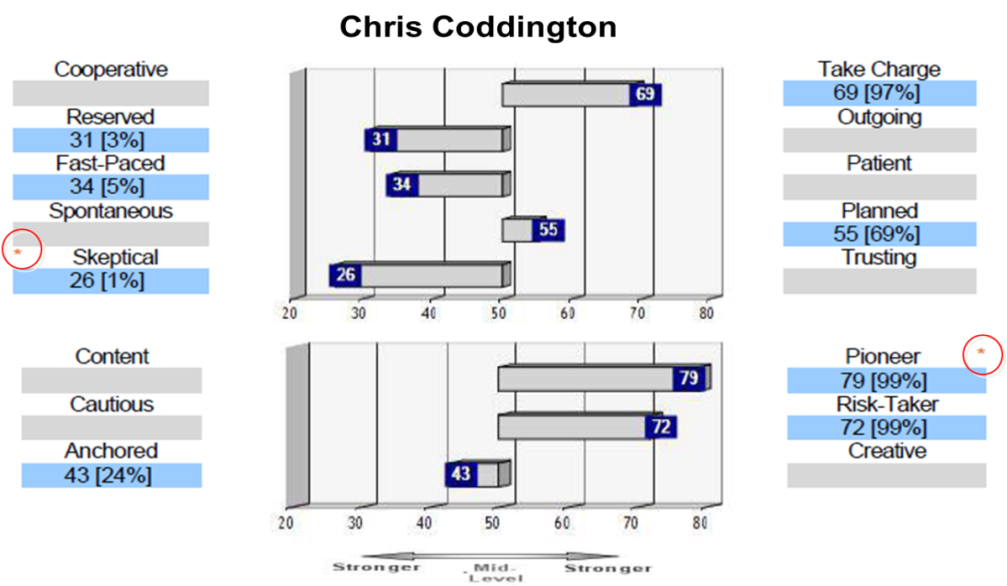 Chris Coddington
Cooperative
Take Charge
69 [97%]
69
Reserved
31 [3%]
Outgoing
31
Fast-Paced
34 [5%]
Patient
34
Spontaneous
Planned
55 [69%]
55
*
Skeptical
26 [1%]
Trusting
26
20 30 40 50 60 70 80
Content
Pioneer
*
79 [99%]
79
Cautious
Risk-Taker
72 [99%]
72
Anchored
43 [24%]
Creative
43
20 30 40 50 60 70 80
Stronger Mid-Level Stronger